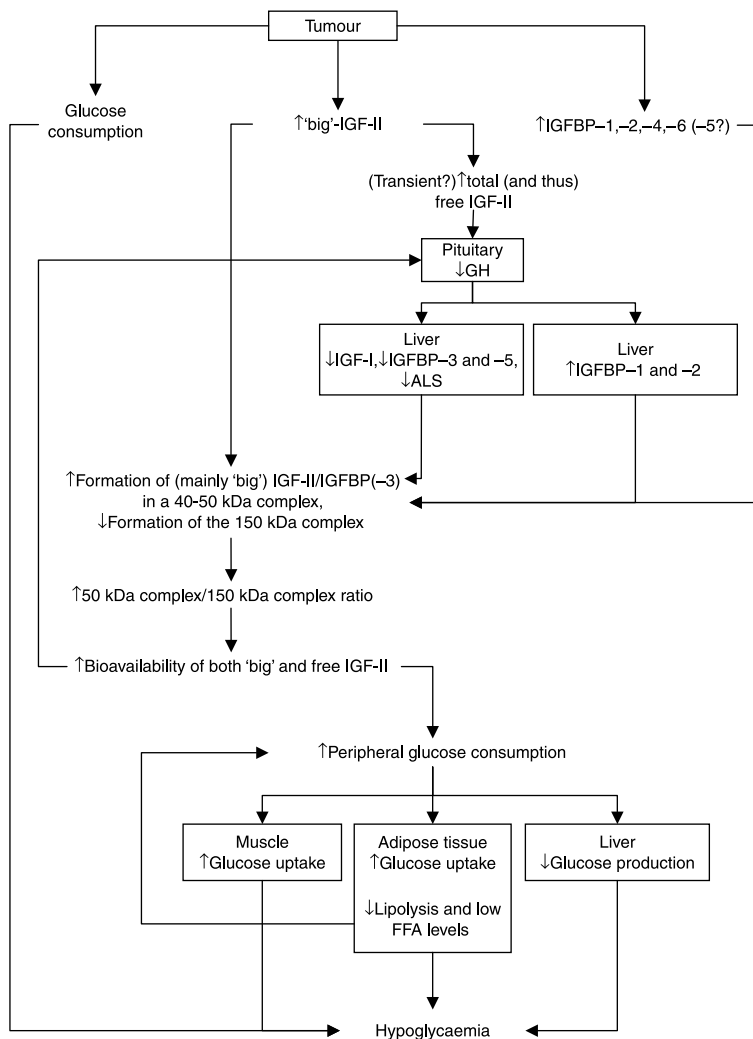 Tumour
Glucose
consumption
↑'big'-IGF-II
↑IGFBP–1,–2,–4,–6 (–5?)
(Transient?)↑total (and thus)
free IGF-II
Pituitary
↓GH
Liver
↓IGF-I,↓IGFBP–3 and –5,
↓ALS
Liver
↑IGFBP–1 and –2
↑Formation of (mainly 'big') IGF-II/IGFBP(–3)
in a 40-50 kDa complex,
↓Formation of the 150 kDa complex
↑50 kDa complex/150 kDa complex ratio
↑Bioavailability of both 'big' and free IGF-II
↑Peripheral glucose consumption
Muscle
↑Glucose uptake
Adipose tissue
↑Glucose uptake
↓Lipolysis and low
FFA levels
Liver
↓Glucose production
Hypoglycaemia